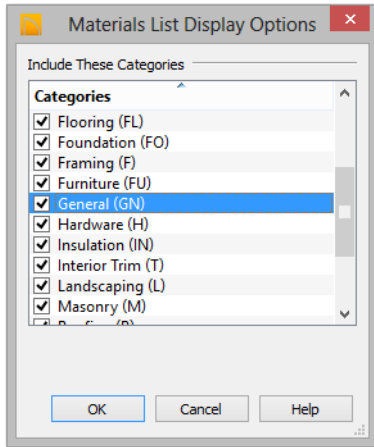 Materials List Display Options
Include These Categories
Categories
Flooring (FL)
Foundation (FO)
Framing (F)
Furniture (FU)
General (GN)
Hardware (H)
Insulation (IN)
Interior Trim (T)
Landscaping (L)
Masonry (M)
OK
Cancel
Help